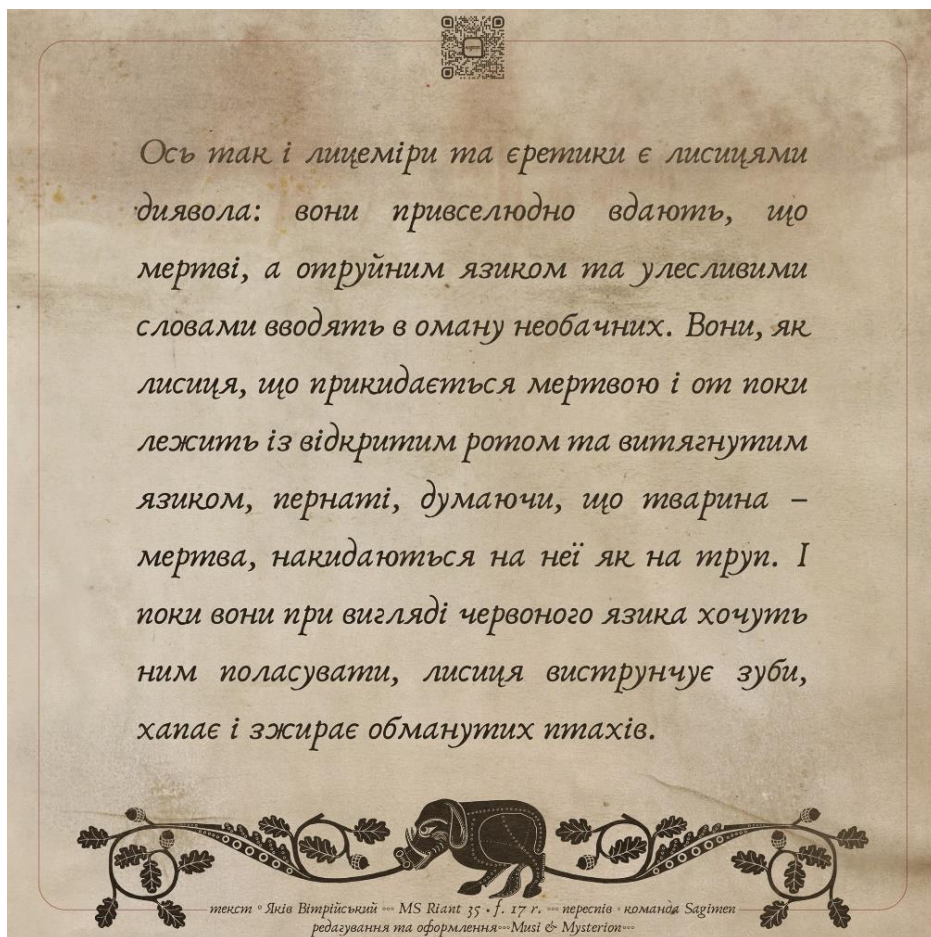 Ось так і лицеміри та єретики є лисицями
диявола: вони привселюдно вдають, що
мертві, а отруйним язиком та улесливими
словами вводять в оману необачних. Вони, як
лисиця, що прикидається мертвою і от поки
лежить із відкритим ротом та витягнутим
язиком, пернаті, думаючи, що тварина –
мертва, накидаються на неї як на труп. І
поки вони при вигляді червоного язика хочуть
ним поласувати, лисиця виструнчує зуби,
хапає і зжирає обманутих птахів.
текст ° Яків Вітрійський °°° MS Riant 35 • f. 17 r. °°° переспів ° команда Sagimen
редагування та оформлення°°°Musi & Mysterion°°°